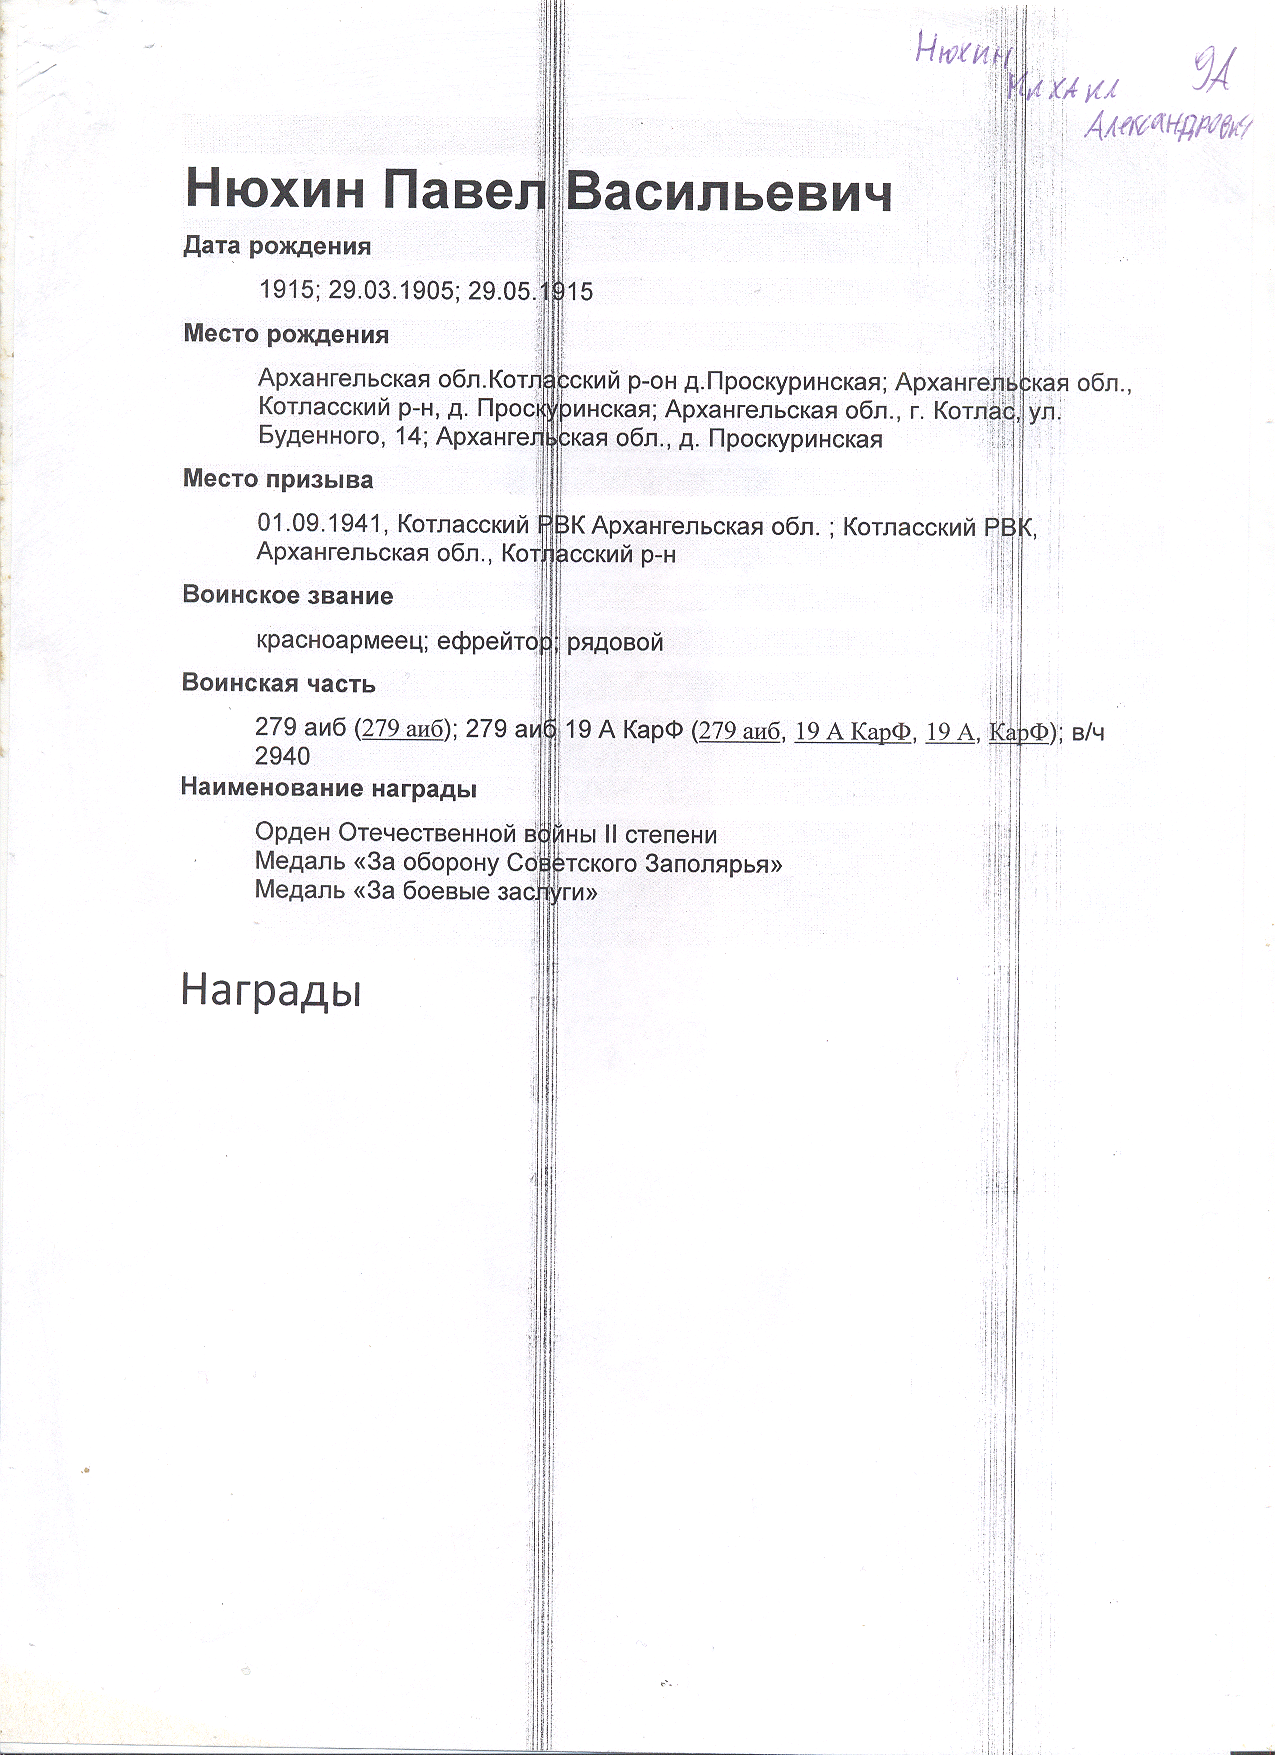 Нюхин
Михаил
Александрович
9А
Нюхин Павел Васильевич
Дата рождения
1915; 29.03.1905; 29.05.1915
Место рождения
Архангельская обл.Котласский р-он д.Проскуринская; Архангельская обл.,
Котласский р-н, д. Проскуринская; Архангельская обл., г. Котлас, ул.
Буденного, 14; Архангельская обл., д. Проскуринская
Место призыва
01.09.1941, Котласский РВК Архангельская обл. ; Котласский РВК,
Архангельская обл., Котласский р-н
Воинское звание
красноармеец; ефрейтор; рядовой
Воинская часть
279 аиб (279 аиб); 279 аиб 19 А КарФ (279 аиб, 19 А КарФ, 19 А, КарФ); в/ч
2940
Наименование награды
Орден Отечественной войны II степени
Медаль «За оборону Советского Заполярья»
Медаль «За боевые заслуги»
Награды